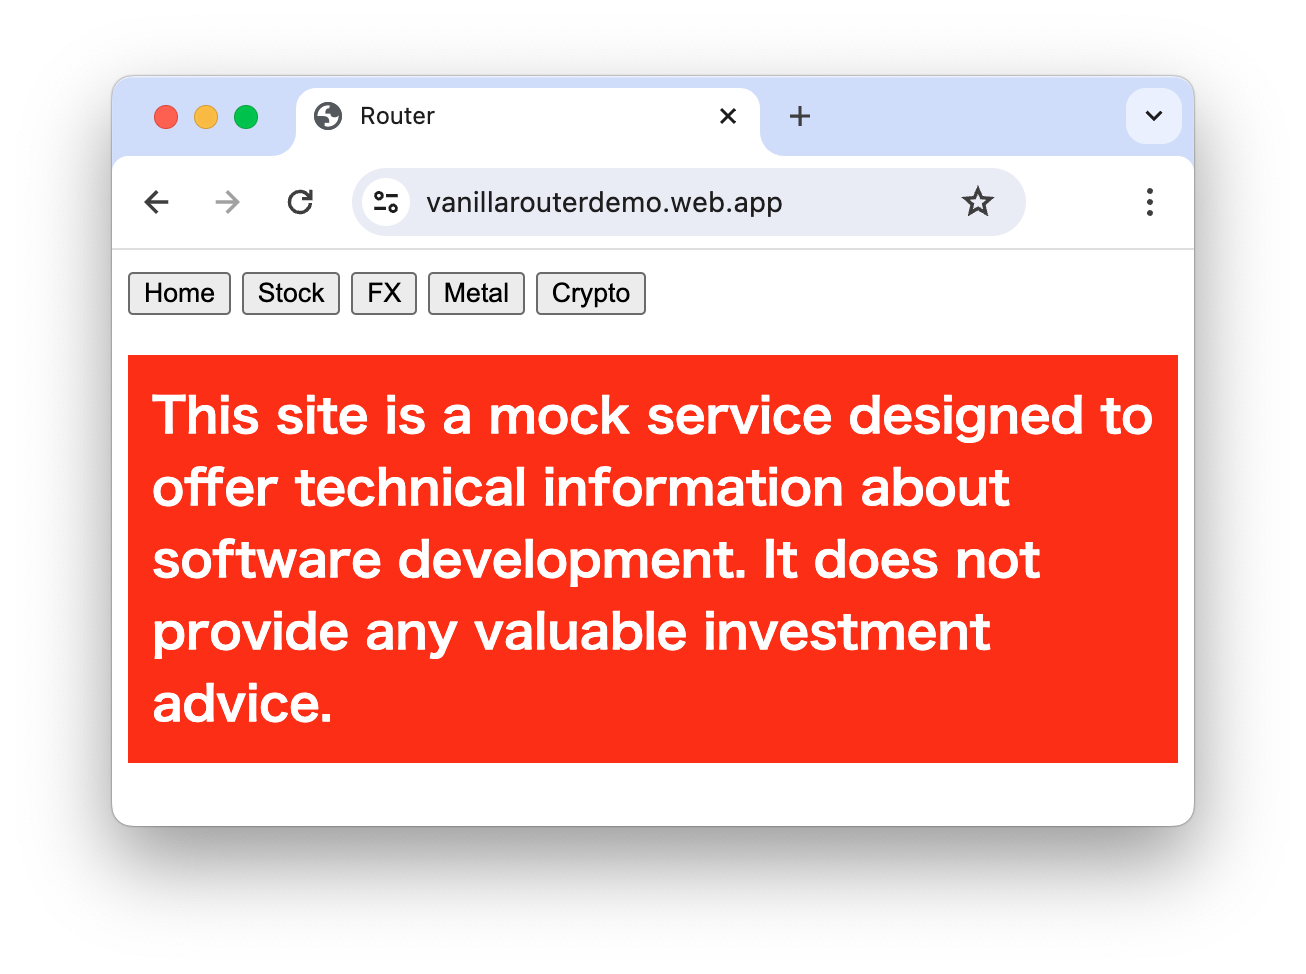 Router
vanillarouterdemo.web.app
Home Stock FX Metal Crypto
This site is a mock service designed to
offer technical information about
software development. It does not
provide any valuable investment
advice.